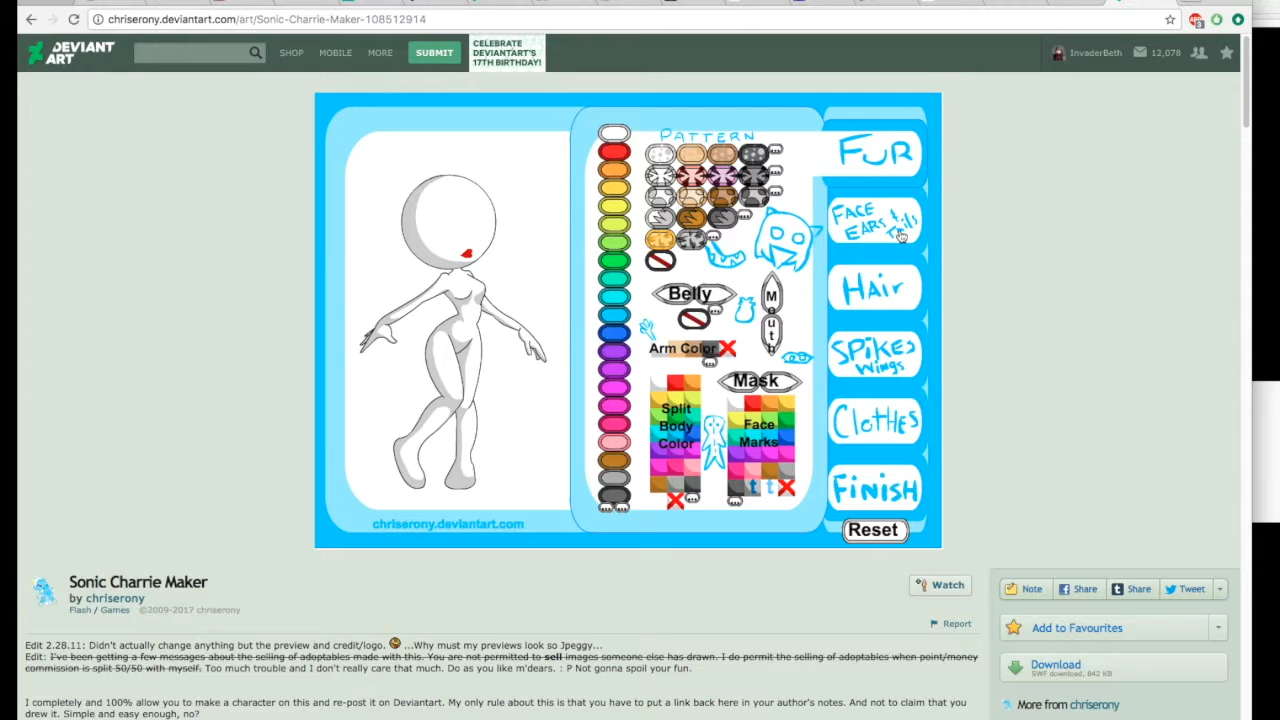 chriserony.deviantart.com/art/Sonic-Charrie-Maker-108512914
DEVIANT ART
SHOP MOBILE MORE SUBMIT
CELEBRATE
DEVIANTART'S
17TH BIRTHDAY!
InvaderBeth 12,078
PATTERN
FUR
FACE
EARS & Tails
Belly
Mouth
HAir
Arm Color
SPiKES
Wings
Mask
Split
Body
Color
Face
Marks
t t
ClOTHES
FiNiSH
Reset
chriserony.deviantart.com
Sonic Charrie Maker
by chriserony
Flash / Games ©2009-2017 chriserony
Watch
Report
Note Share Share Tweet
Add to Favourites
Download
SWF download, 842 KB
More from chriserony
Edit 2.28.11: Didn't actually change anything but the preview and credit/logo. ...Why must my previews look so Jpeggy...
Edit: I've been getting a few messages about the selling of adoptables made with this. You are not permitted to sell images someone else has drawn. I do permit the selling of adoptables when point/money
commission is split 50/50 with myself. Too much trouble and I don't really care that much. Do as you like m'dears. : P Not gonna spoil your fun.
I completely and 100% allow you to make a character on this and re-post it on Deviantart. My only rule about this is that you have to put a link back here in your author's notes. And not to claim that you
drew it. Simple and easy enough, no?